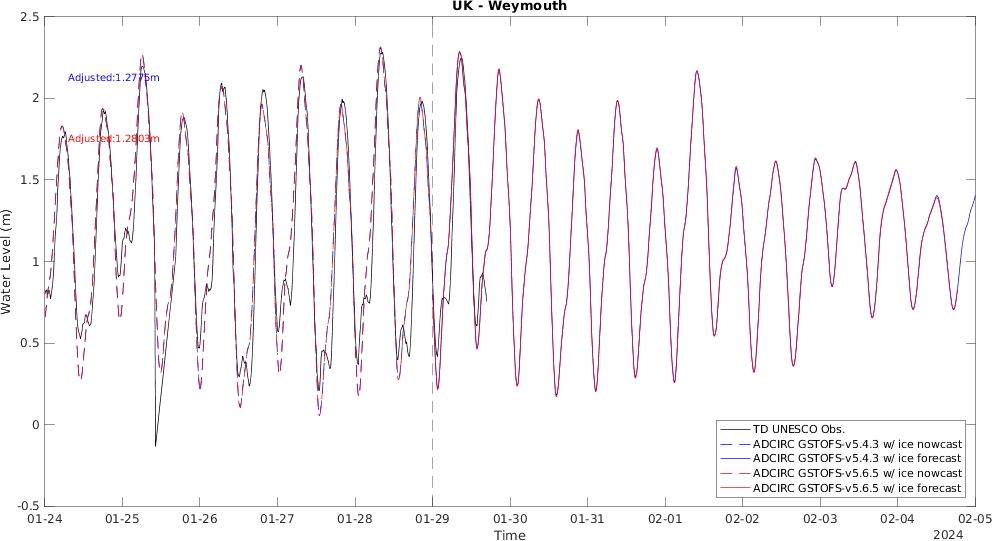 UK - Weymouth
2.5
2
1.5
1
0.5
0
-0.5
Water Level (m)
Adjusted:1.2775m
Adjusted:1.2803m
TD UNESCO Obs.
ADCIRC GSTOFS-v5.4.3 w/ ice nowcast
ADCIRC GSTOFS-v5.4.3 w/ ice forecast
ADCIRC GSTOFS-v5.6.5 w/ ice nowcast
ADCIRC GSTOFS-v5.6.5 w/ ice forecast
01-24 01-25 01-26 01-27 01-28 01-29 01-30 01-31 02-01 02-02 02-03 02-04 02-05
Time
2024